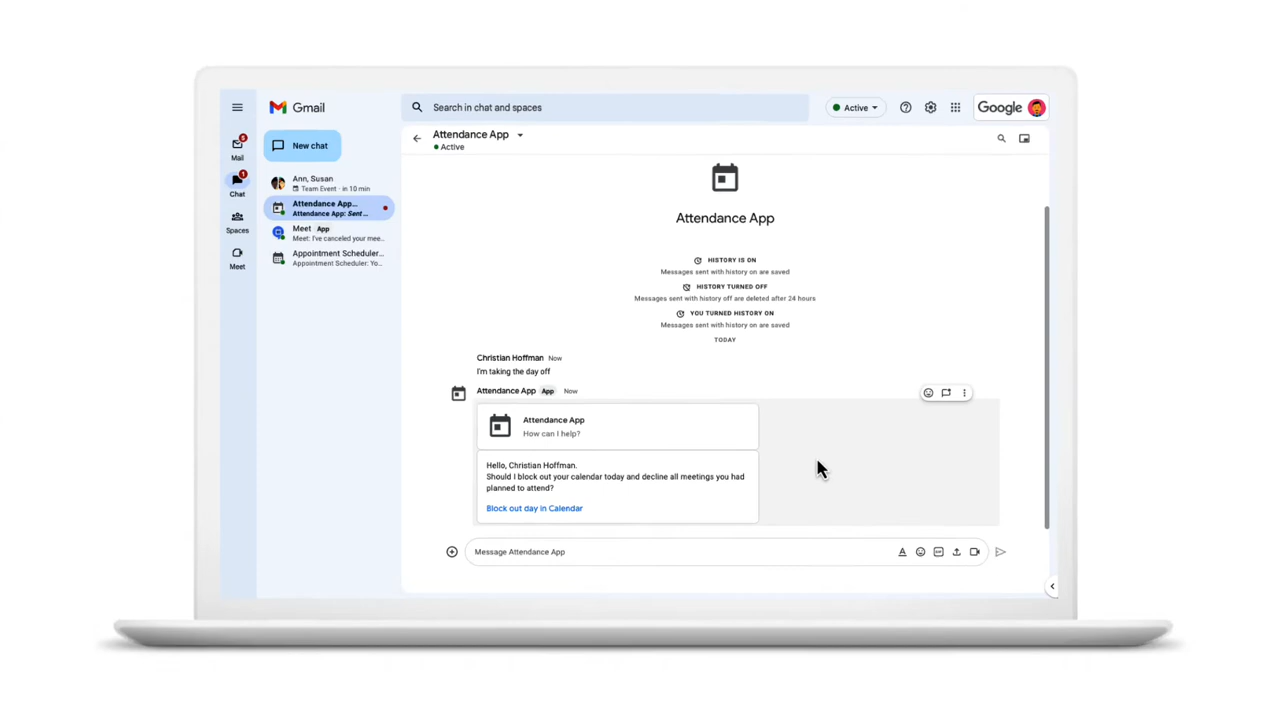 Gmail
Search in chat and spaces
Active
Google
5
Mail
New chat
Attendance App
Active
1
Chat
Ann, Susan
Team Event · in 10 min
Attendance App...
Attendance App: Sent ...
Spaces
Meet App
Meet: I've canceled your mee...
Meet
Appointment Scheduler...
Appointment Scheduler: Yo...
Attendance App
HISTORY IS ON
Messages sent with history on are saved
HISTORY TURNED OFF
Messages sent with history off are deleted after 24 hours
YOU TURNED HISTORY ON
Messages sent with history on are saved
TODAY
Christian Hoffman Now
I'm taking the day off
Attendance App App Now
Attendance App
How can I help?
Hello, Christian Hoffman.
Should I block out your calendar today and decline all meetings you had
planned to attend?
Block out day in Calendar
Message Attendance App